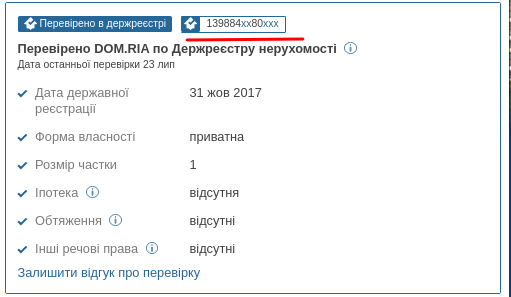 Перевірено в держреєстрі 139884xx80xxx
Перевірено DOM.RIA по Держреєстру нерухомості
Дата останньої перевірки 23 лип
Дата державної 31 жов 2017
реєстрації
Форма власності приватна
Розмір частки 1
Іпотека відсутня
Обтяження відсутні
Інші речові права відсутні
Залишити відгук про перевірку